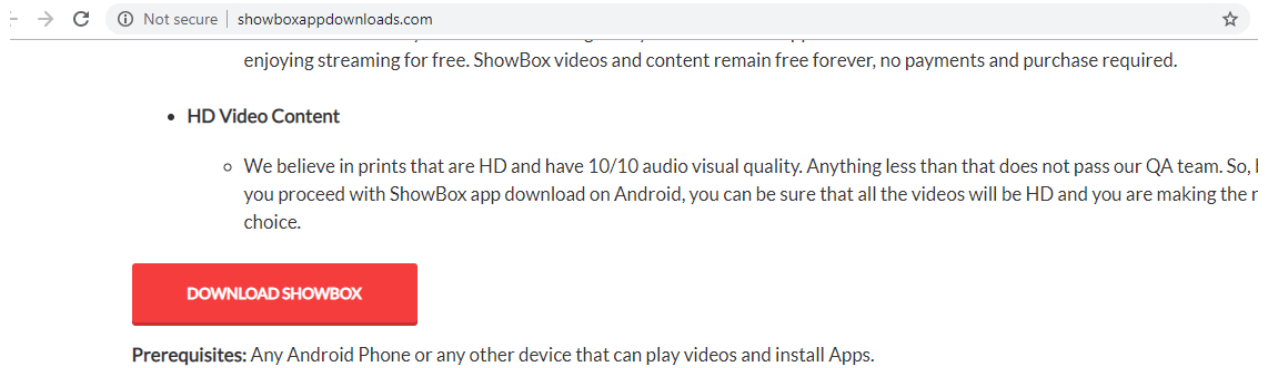 Not secure | showboxappdownloads.com
enjoying streaming for free. ShowBox videos and content remain free forever, no payments and purchase required.
• HD Video Content
○ We believe in prints that are HD and have 10/10 audio visual quality. Anything less than that does not pass our QA team. So,
you proceed with ShowBox app download on Android, you can be sure that all the videos will be HD and you are making the
choice.
DOWNLOAD SHOWBOX
Prerequisites: Any Android Phone or any other device that can play videos and install Apps.